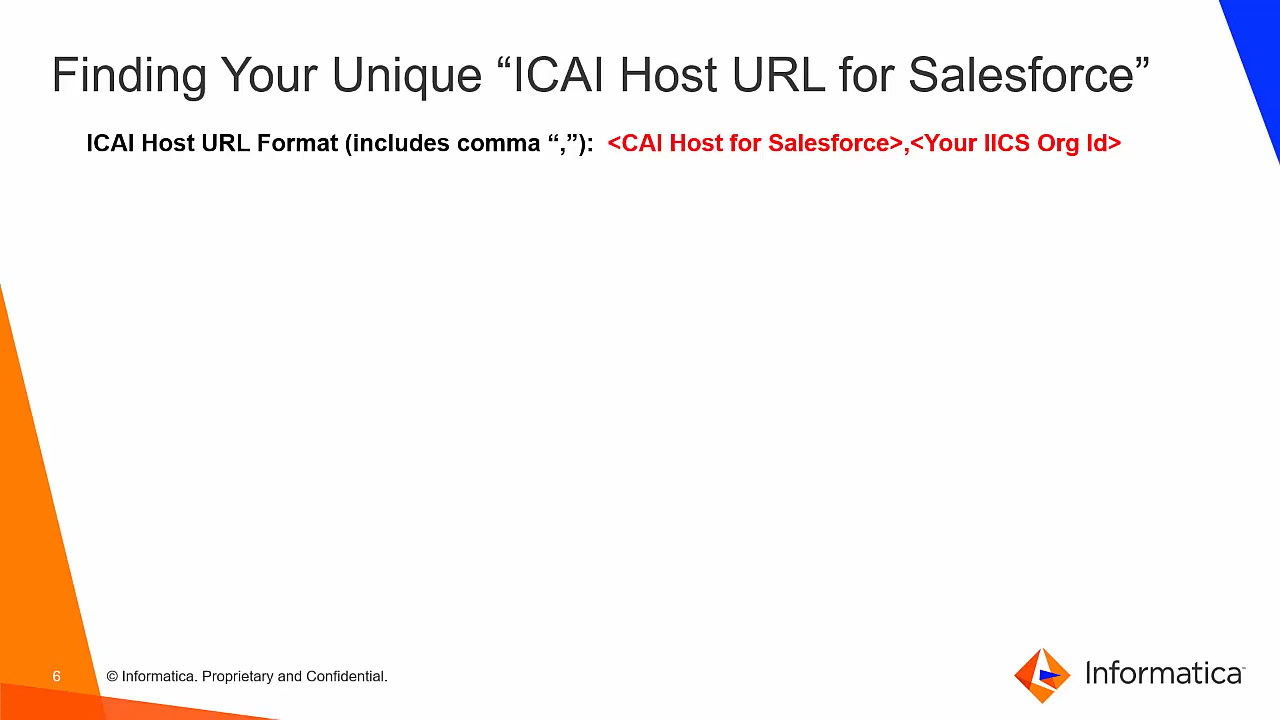 Finding Your Unique “ICAI Host URL for Salesforce”
ICAI Host URL Format (includes comma “,”): <CAI Host for Salesforce>,<Your IICS Org Id>
6 © Informatica. Proprietary and Confidential.
Informatica™